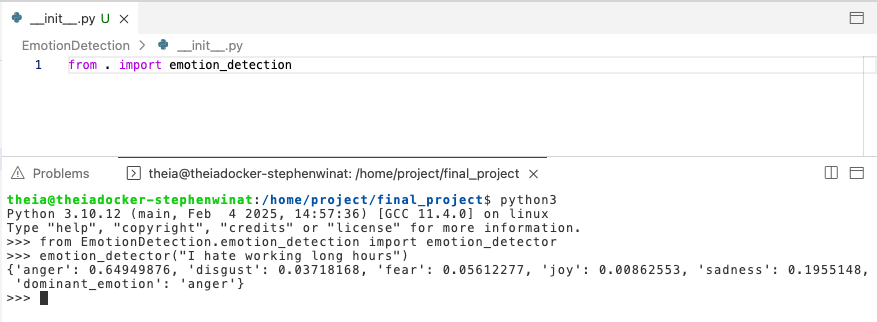 __init__.py U
EmotionDetection > __init__.py
1 from . import emotion_detection
Problems theia@theiadocker-stephenwinat: /home/project/final_project
theia@theiadocker-stephenwinat:/home/project/final_project$ python3
Python 3.10.12 (main, Feb  4 2025, 14:57:36) [GCC 11.4.0] on linux
Type "help", "copyright", "credits" or "license" for more information.
>>> from EmotionDetection.emotion_detection import emotion_detector
>>> emotion_detector("I hate working long hours")
{'anger': 0.64949876, 'disgust': 0.03718168, 'fear': 0.05612277, 'joy': 0.00862553, 'sadness': 0.1955148,
 'dominant_emotion': 'anger'}
>>>